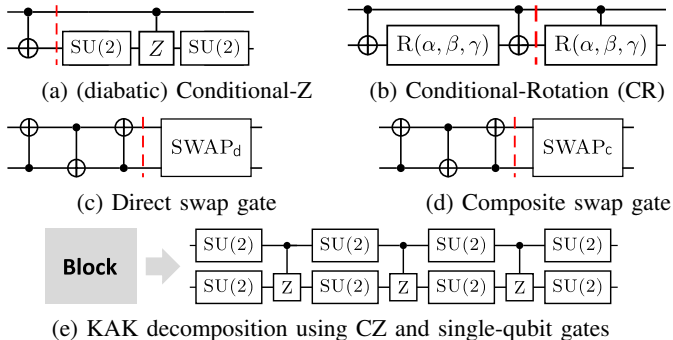 SU(2) Z SU(2) R(α, β, γ) R(α, β, γ)
(a) (diabatic) Conditional-Z (b) Conditional-Rotation (CR)
SWAPd SWAPc
(c) Direct swap gate (d) Composite swap gate
SU(2) SU(2) SU(2) SU(2)
Block
SU(2) Z SU(2) Z SU(2) Z SU(2)
(e) KAK decomposition using CZ and single-qubit gates